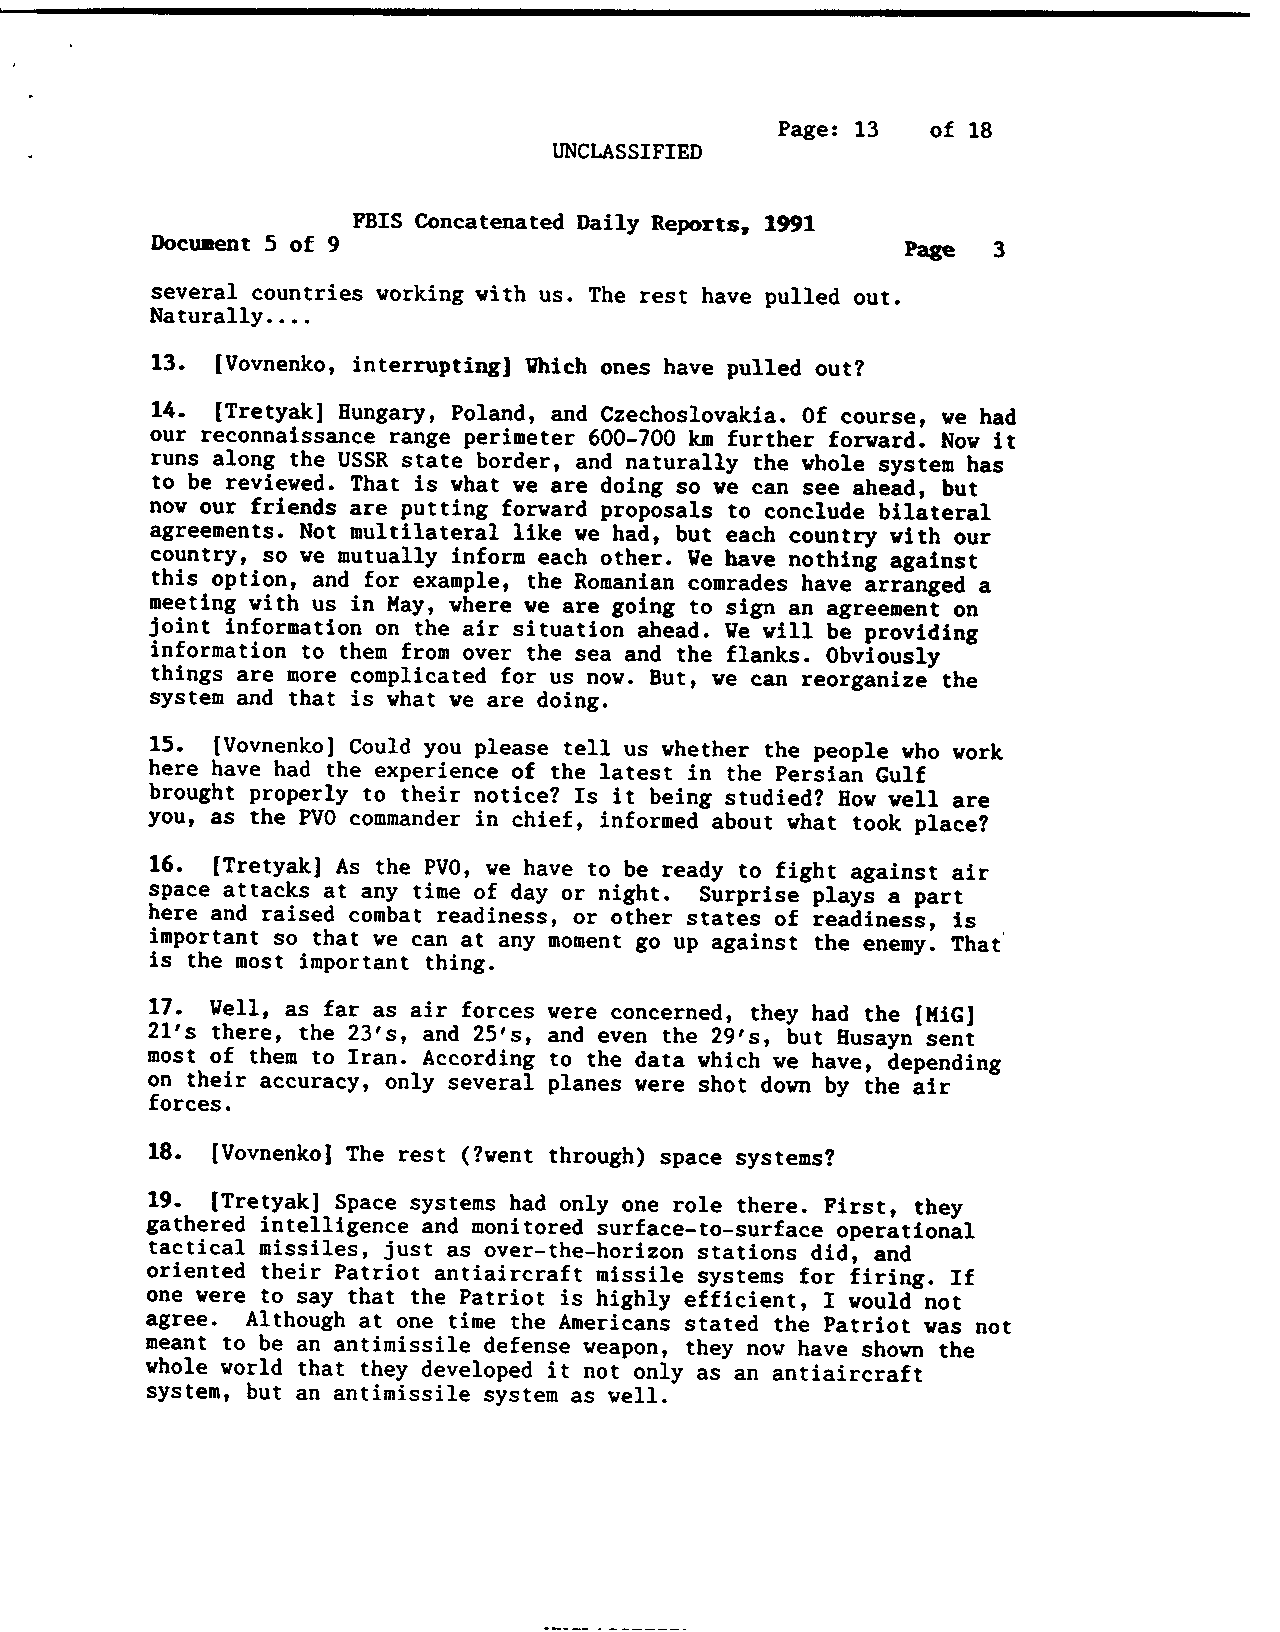 Page: 13 of 18
UNCLASSIFIED
FBIS Concatenated Daily Reports, 1991
Document 5 of 9
Page 3
several countries working with us. The rest have pulled out.
Naturally....
13. [Vovnenko, interrupting] Which ones have pulled out?
14. [Tretyak] Hungary, Poland, and Czechoslovakia. Of course, we had
our reconnaissance range perimeter 600-700 km further forward. Now it
runs along the USSR state border, and naturally the whole system has
to be reviewed. That is what we are doing so we can see ahead, but
now our friends are putting forward proposals to conclude bilateral
agreements. Not multilateral like we had, but each country with our
country, so we mutually inform each other. We have nothing against
this option, and for example, the Romanian comrades have arranged a
meeting with us in May, where we are going to sign an agreement on
joint information on the air situation ahead. We will be providing
information to them from over the sea and the flanks. Obviously
things are more complicated for us now. But, we can reorganize the
system and that is what we are doing.
15. [Vovnenko] Could you please tell us whether the people who work
here have had the experience of the latest in the Persian Gulf
brought properly to their notice? Is it being studied? How well are
you, as the PVO commander in chief, informed about what took place?
16. [Tretyak] As the PVO, we have to be ready to fight against air
space attacks at any time of day or night. Surprise plays a part
here and raised combat readiness, or other states of readiness, is
important so that we can at any moment go up against the enemy. That
is the most important thing.
17. Well, as far as air forces were concerned, they had the [MiG]
21's there, the 23's, and 25's, and even the 29's, but Husayn sent
most of them to Iran. According to the data which we have, depending
on their accuracy, only several planes were shot down by the air
forces.
18. [Vovnenko] The rest (?went through) space systems?
19. [Tretyak] Space systems had only one role there. First, they
gathered intelligence and monitored surface-to-surface operational
tactical missiles, just as over-the-horizon stations did, and
oriented their Patriot antiaircraft missile systems for firing. If
one were to say that the Patriot is highly efficient, I would not
agree. Although at one time the Americans stated the Patriot was not
meant to be an antimissile defense weapon, they now have shown the
whole world that they developed it not only as an antiaircraft
system, but an antimissile system as well.